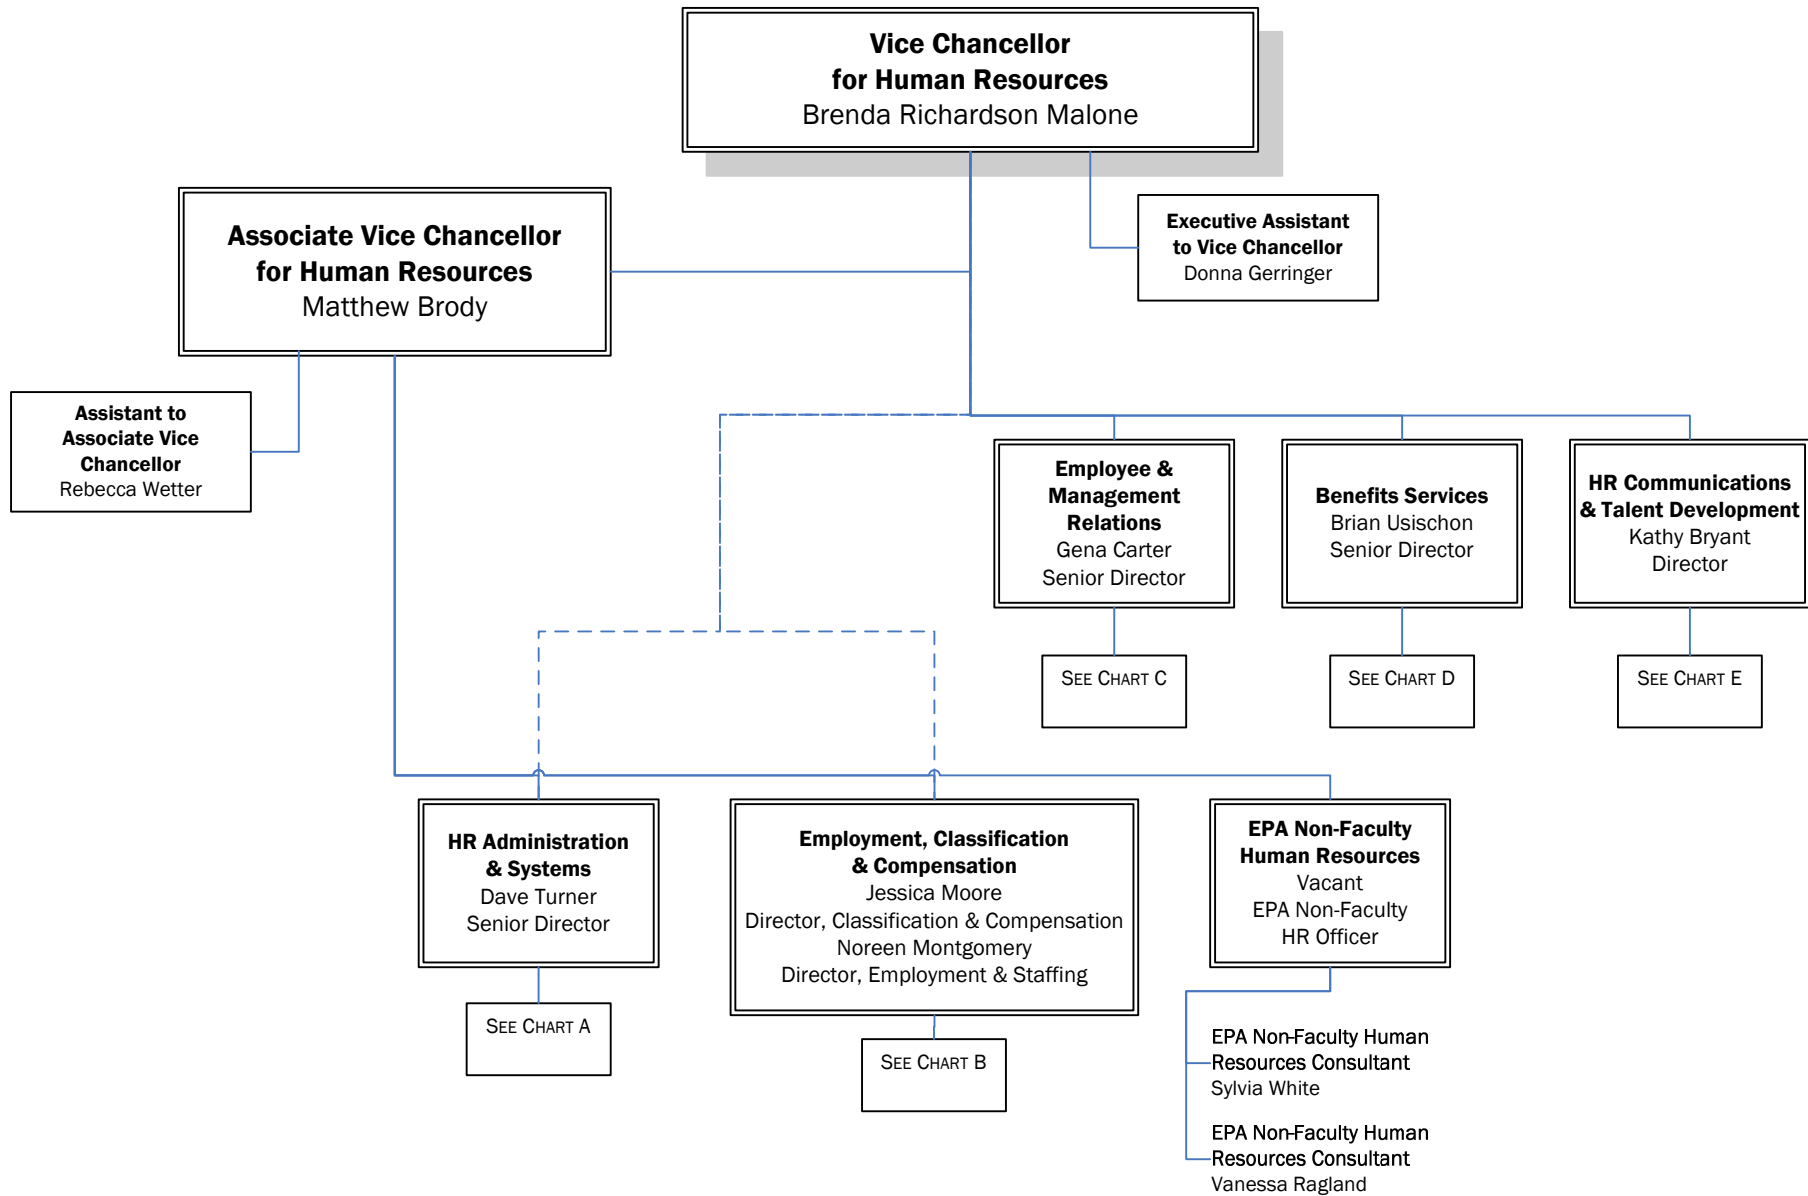 Vice Chancellor
for Human Resources
Brenda Richardson Malone
Executive Assistant
to Vice Chancellor
Donna Gerringer
Associate Vice Chancellor
for Human Resources
Matthew Brody
Assistant to
Associate Vice
Chancellor
Rebecca Wetter
Employee &
Management
Relations
Gena Carter
Senior Director
Benefits Services
Brian Usischon
Senior Director
HR Communications
& Talent Development
Kathy Bryant
Director
SEE CHART C
SEE CHART D
SEE CHART E
HR Administration
& Systems
Dave Turner
Senior Director
Employment, Classification
& Compensation
Jessica Moore
Director, Classification & Compensation
Noreen Montgomery
Director, Employment & Staffing
EPA Non-Faculty
Human Resources
Vacant
EPA Non-Faculty
HR Officer
SEE CHART A
SEE CHART B
EPA Non-Faculty Human
Resources Consultant
Sylvia White
EPA Non-Faculty Human
Resources Consultant
Vanessa Ragland